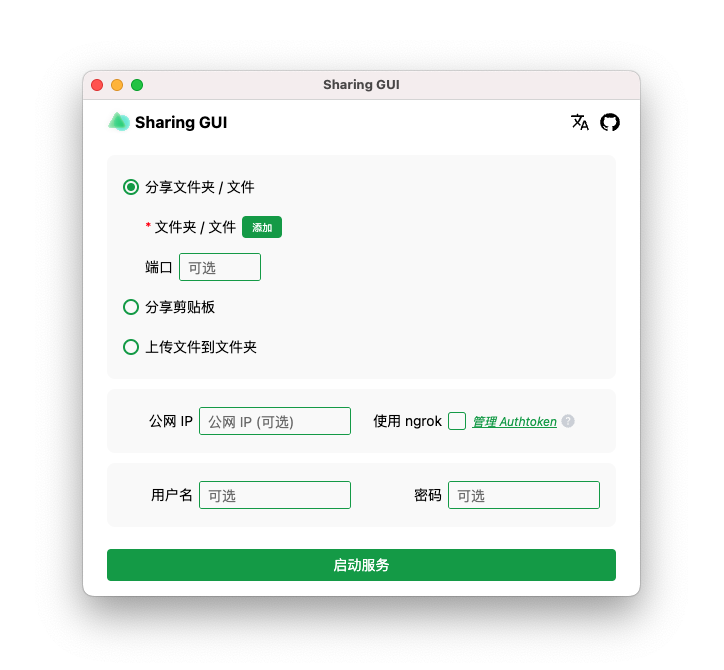 Sharing GUI
Sharing GUI
分享文件夹 / 文件
* 文件夹 / 文件 添加
端口 可选
分享剪贴板
上传文件到文件夹
公网 IP 公网 IP (可选) 使用 ngrok 管理 Authtoken ?
用户名 可选 密码 可选
启动服务